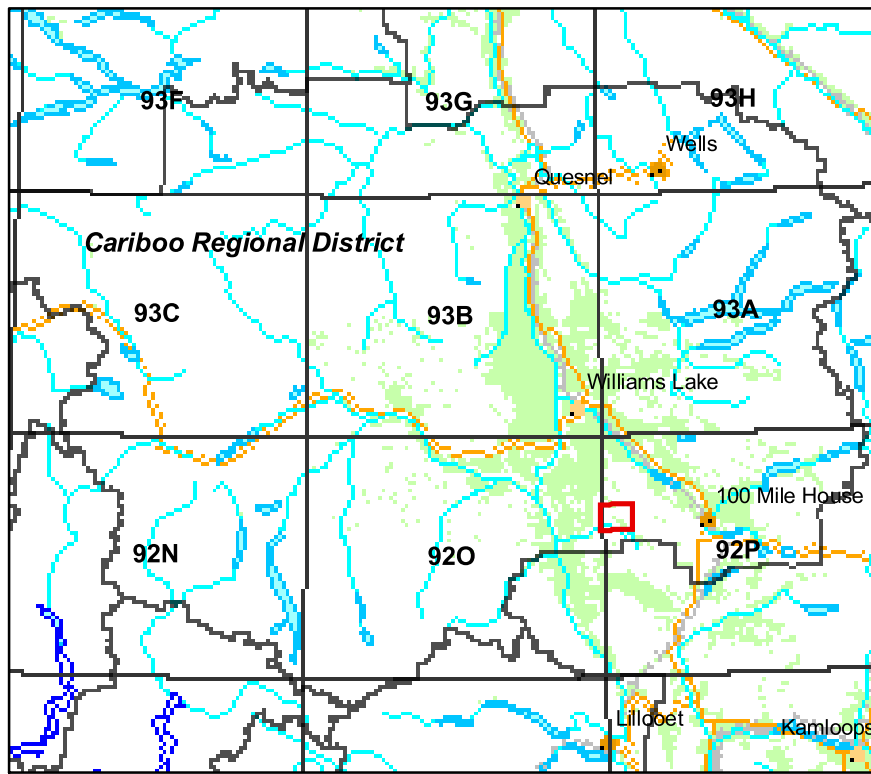 93F
93G
93H
Wells
Quesnel
Cariboo Regional District
93C
93B
93A
Williams Lake
100 Mile House
92N
92O
92P
Lillooet
Kamloops